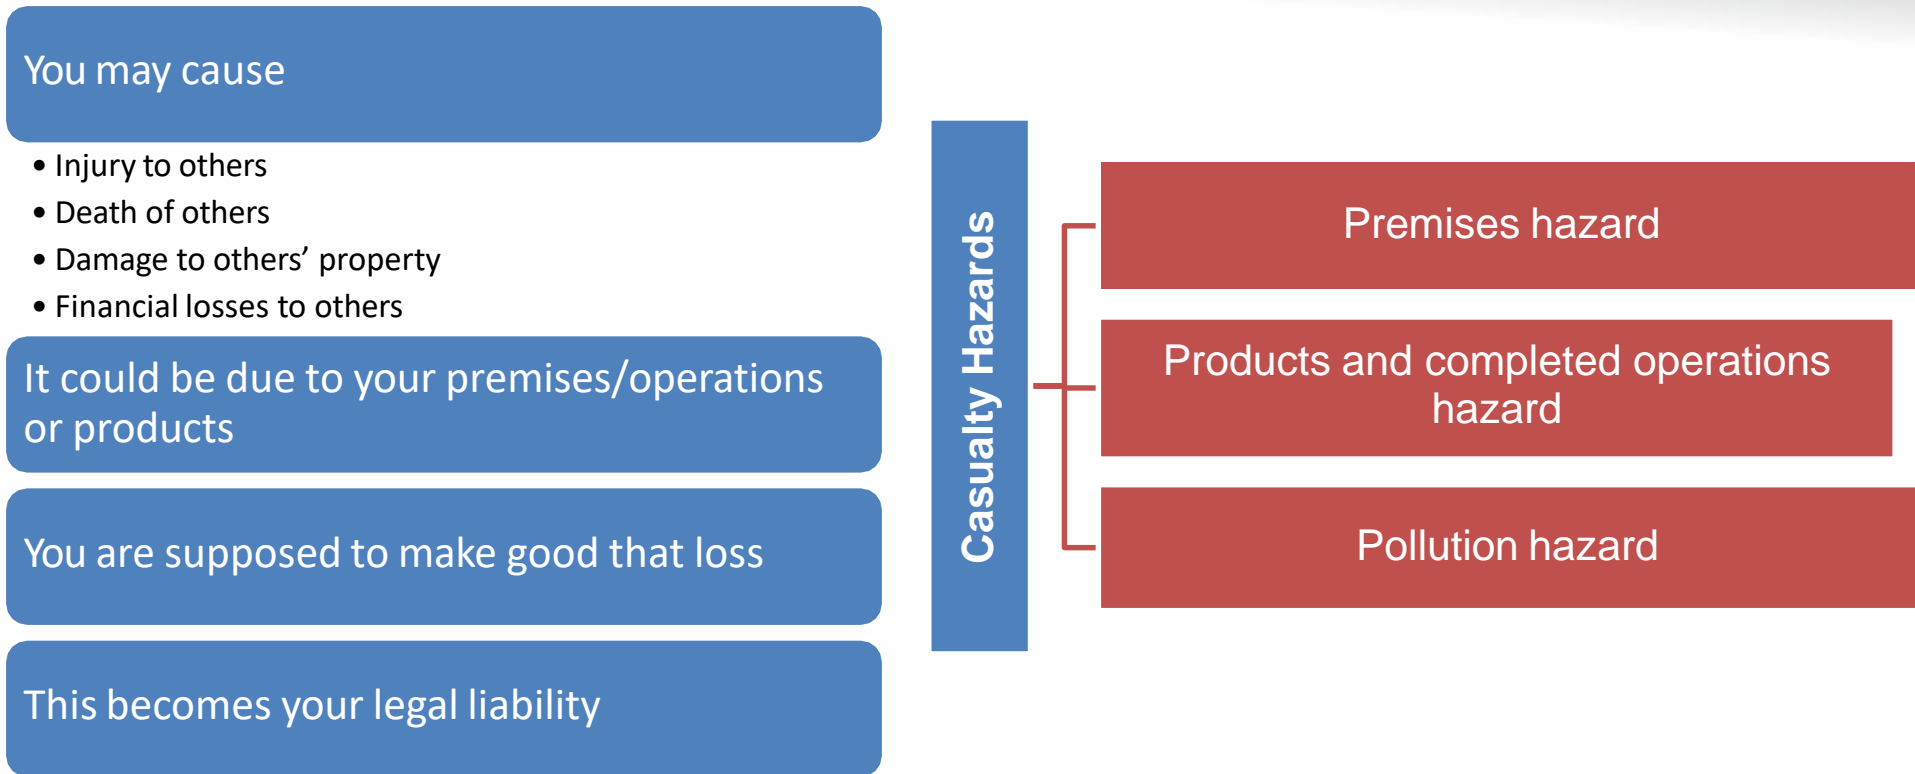 You may cause
• Injury to others
• Death of others
• Damage to others’ property
• Financial losses to others
It could be due to your premises/operations
or products
You are supposed to make good that loss
This becomes your legal liability
Casualty Hazards
Premises hazard
Products and completed operations
hazard
Pollution hazard